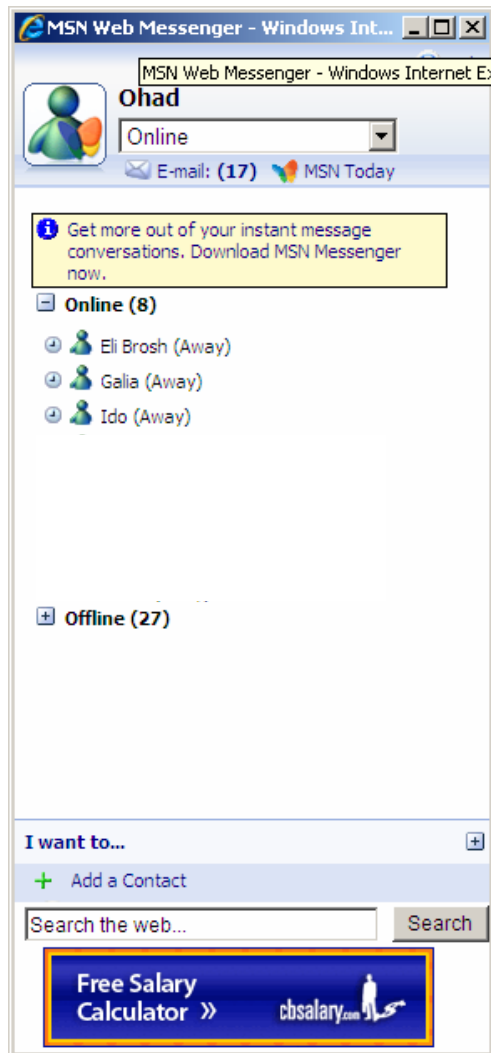 MSN Web Messenger - Windows Int...
MSN Web Messenger - Windows Internet Ex
Ohad
Online
E-mail: (17) MSN Today
Get more out of your instant message
conversations. Download MSN Messenger
now.
Online (8)
Eli Brosh (Away)
Galia (Away)
Ido (Away)
Offline (27)
I want to...
Add a Contact
Search the web... Search
Free Salary
Calculator »
cbsalary.com